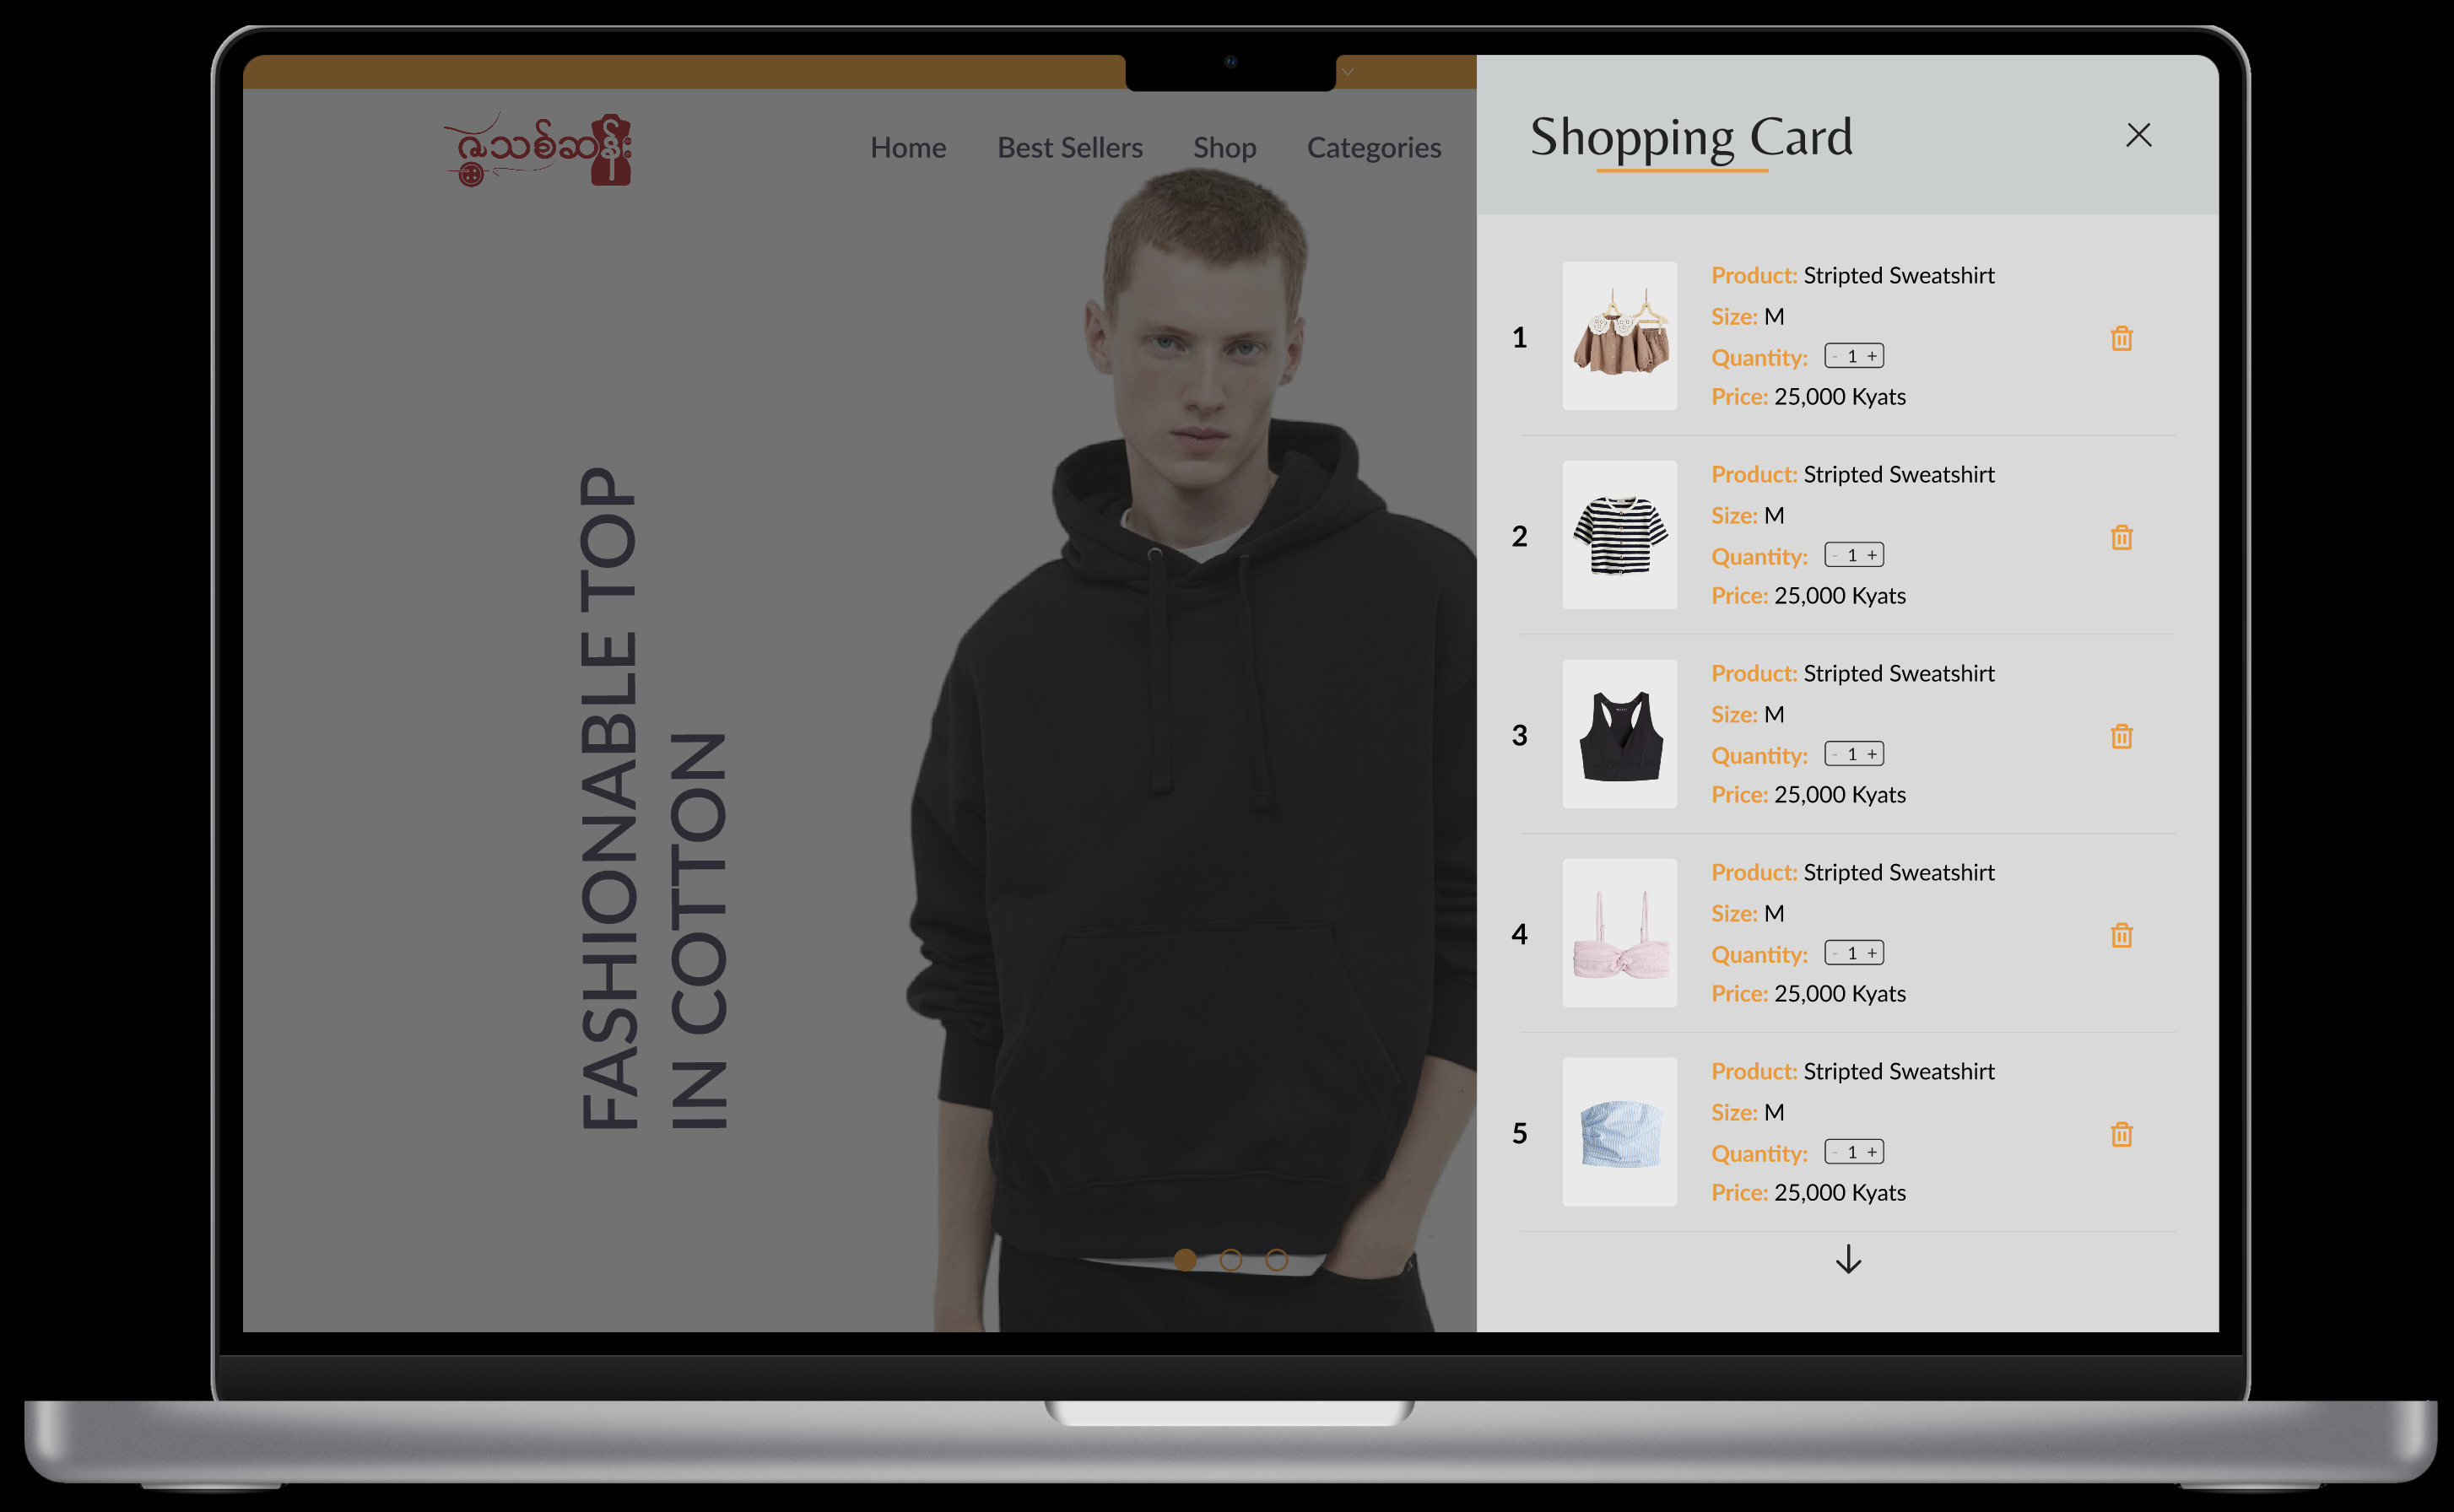 ဇွဲသစ်ဆန်း
Home Best Sellers Shop Categories
FASHIONABLE TOP
IN COTTON
Shopping Card
1
Product: Stripted Sweatshirt
Size: M
Quantity: - 1 +
Price: 25,000 Kyats
2
Product: Stripted Sweatshirt
Size: M
Quantity: - 1 +
Price: 25,000 Kyats
3
Product: Stripted Sweatshirt
Size: M
Quantity: - 1 +
Price: 25,000 Kyats
4
Product: Stripted Sweatshirt
Size: M
Quantity: - 1 +
Price: 25,000 Kyats
5
Product: Stripted Sweatshirt
Size: M
Quantity: - 1 +
Price: 25,000 Kyats